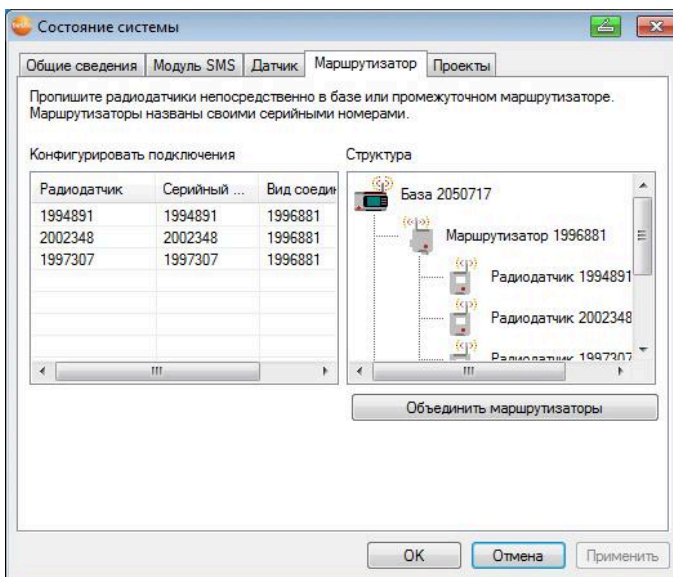 Состояние системы
Общие сведения Модуль SMS Датчик Маршрутизатор Проекты
Пропишите радиодатчики непосредственно в базе или промежуточном маршрутизаторе.
Маршрутизаторы названы своими серийными номерами.
Конфигурировать подключения
Радиодатчик Серийный ... Вид соедин
1994891 1994891 1996881
2002348 2002348 1996881
1997307 1997307 1996881
Структура
База 2050717
Маршрутизатор 1996881
Радиодатчик 1994891
Радиодатчик 2002348
Радиодатчик 1997307
Объединить маршрутизаторы
OK Отмена Применить